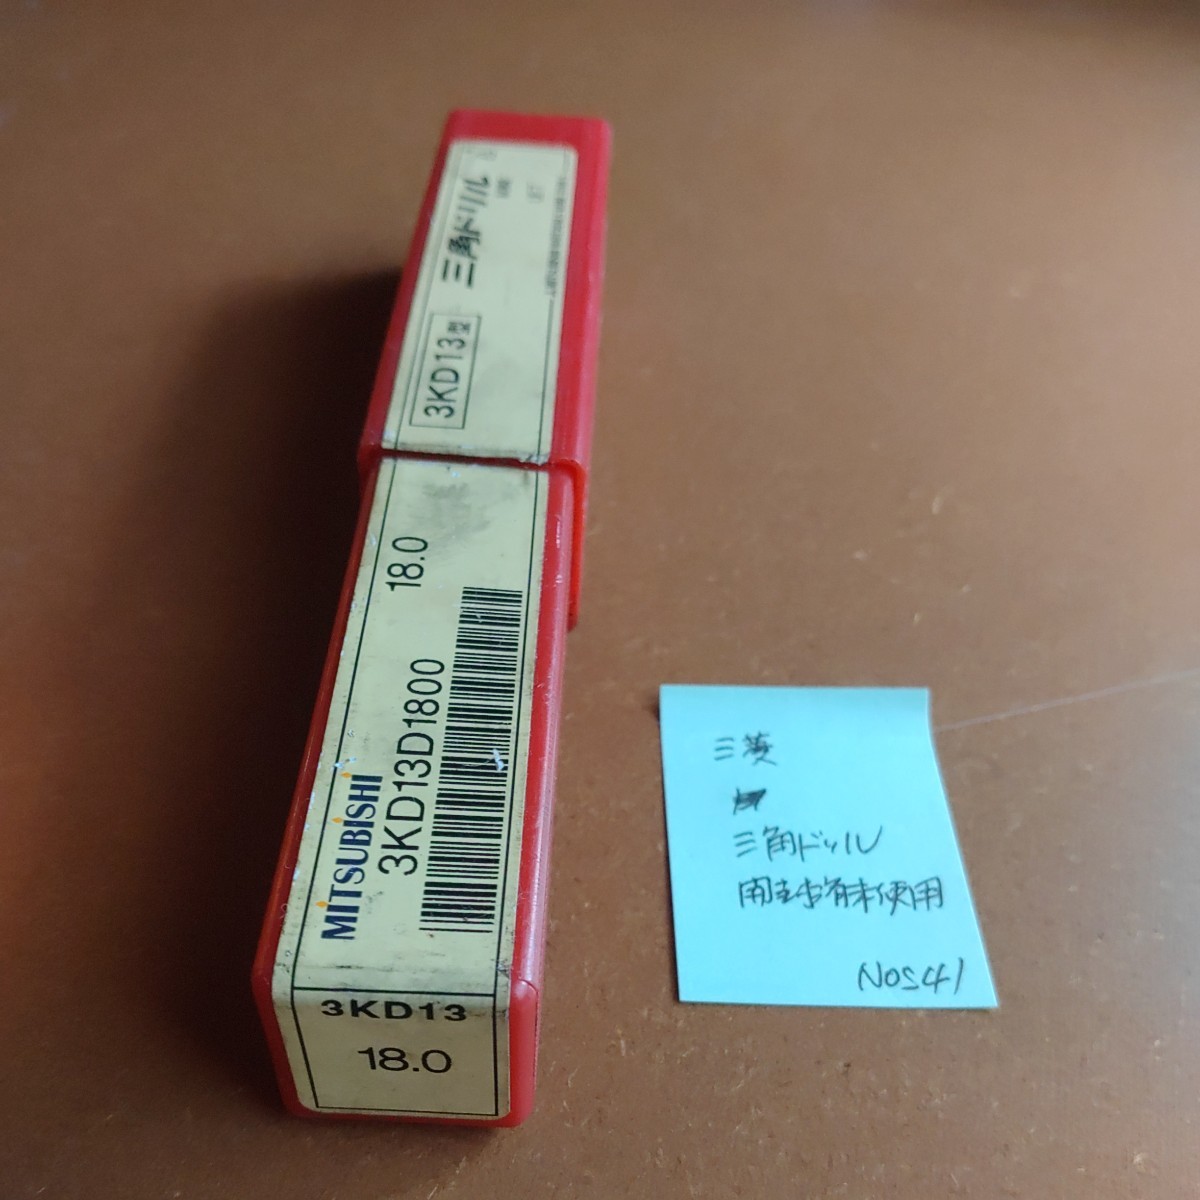 3KD13型 三角ドリル
18.0
MITSUBISHI
3KD13D1800
3KD13
18.0
三菱
三角ドリル
開封済未使用
NOS41